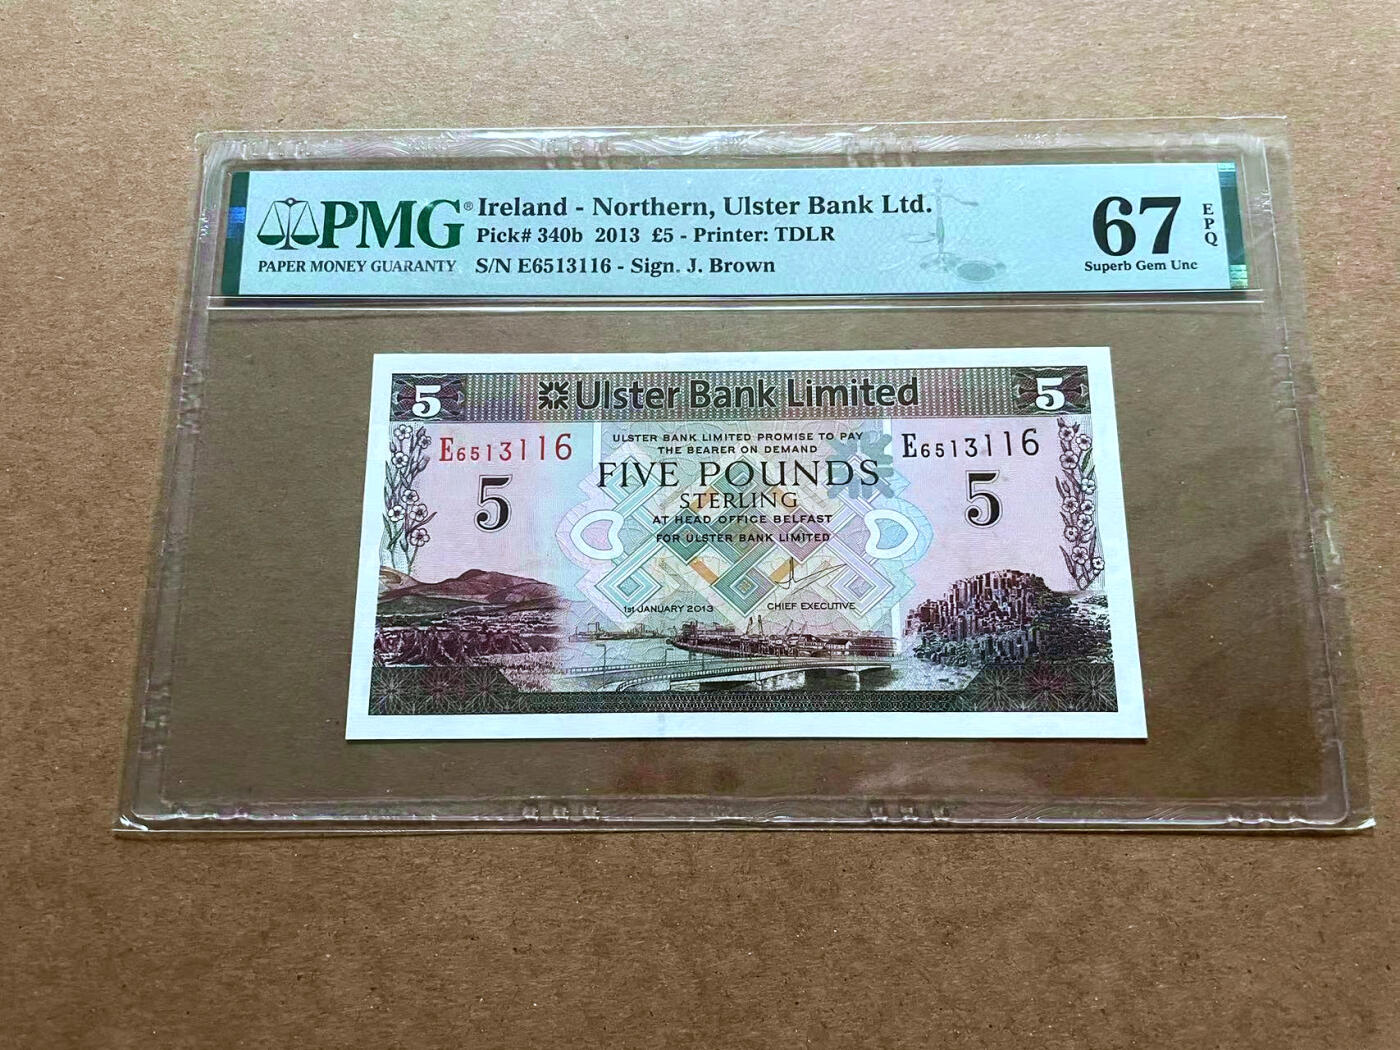 PMG® Ireland - Northern, Ulster Bank Ltd.
Pick# 340b 2013 £5 - Printer: TDLR
PAPER MONEY GUARANTY S/N E6513116 - Sign. J. Brown
67 EPQ
Superb Gem Unc
5 Ulster Bank Limited 5
E6513116 E6513116
ULSTER BANK LIMITED PROMISE TO PAY
THE BEARER ON DEMAND
5 FIVE POUNDS 5
STERLING
AT HEAD OFFICE BELFAST
FOR ULSTER BANK LIMITED
1st JANUARY 2013 CHIEF EXECUTIVE